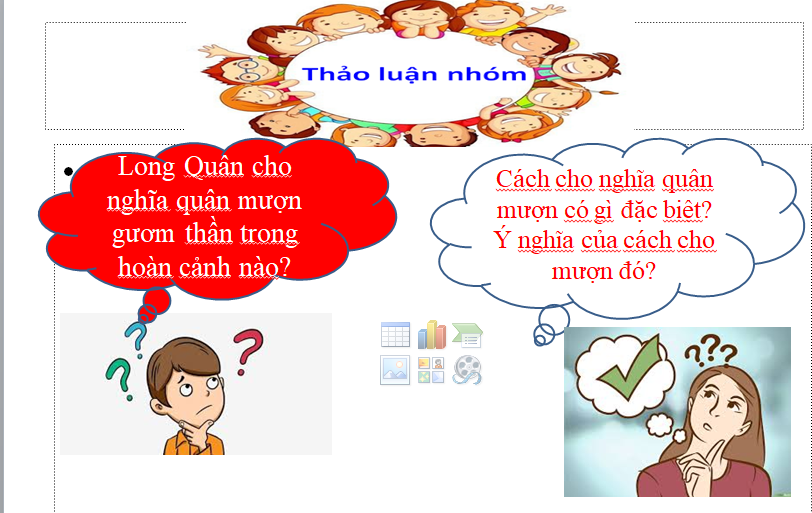 Thảo luận nhóm
Long Quân cho
nghĩa quân mượn
gươm thần trong
hoàn cảnh nào?
Cách cho nghĩa quân
mượn có gì đặc biệt?
Ý nghĩa của cách cho
mượn đó?